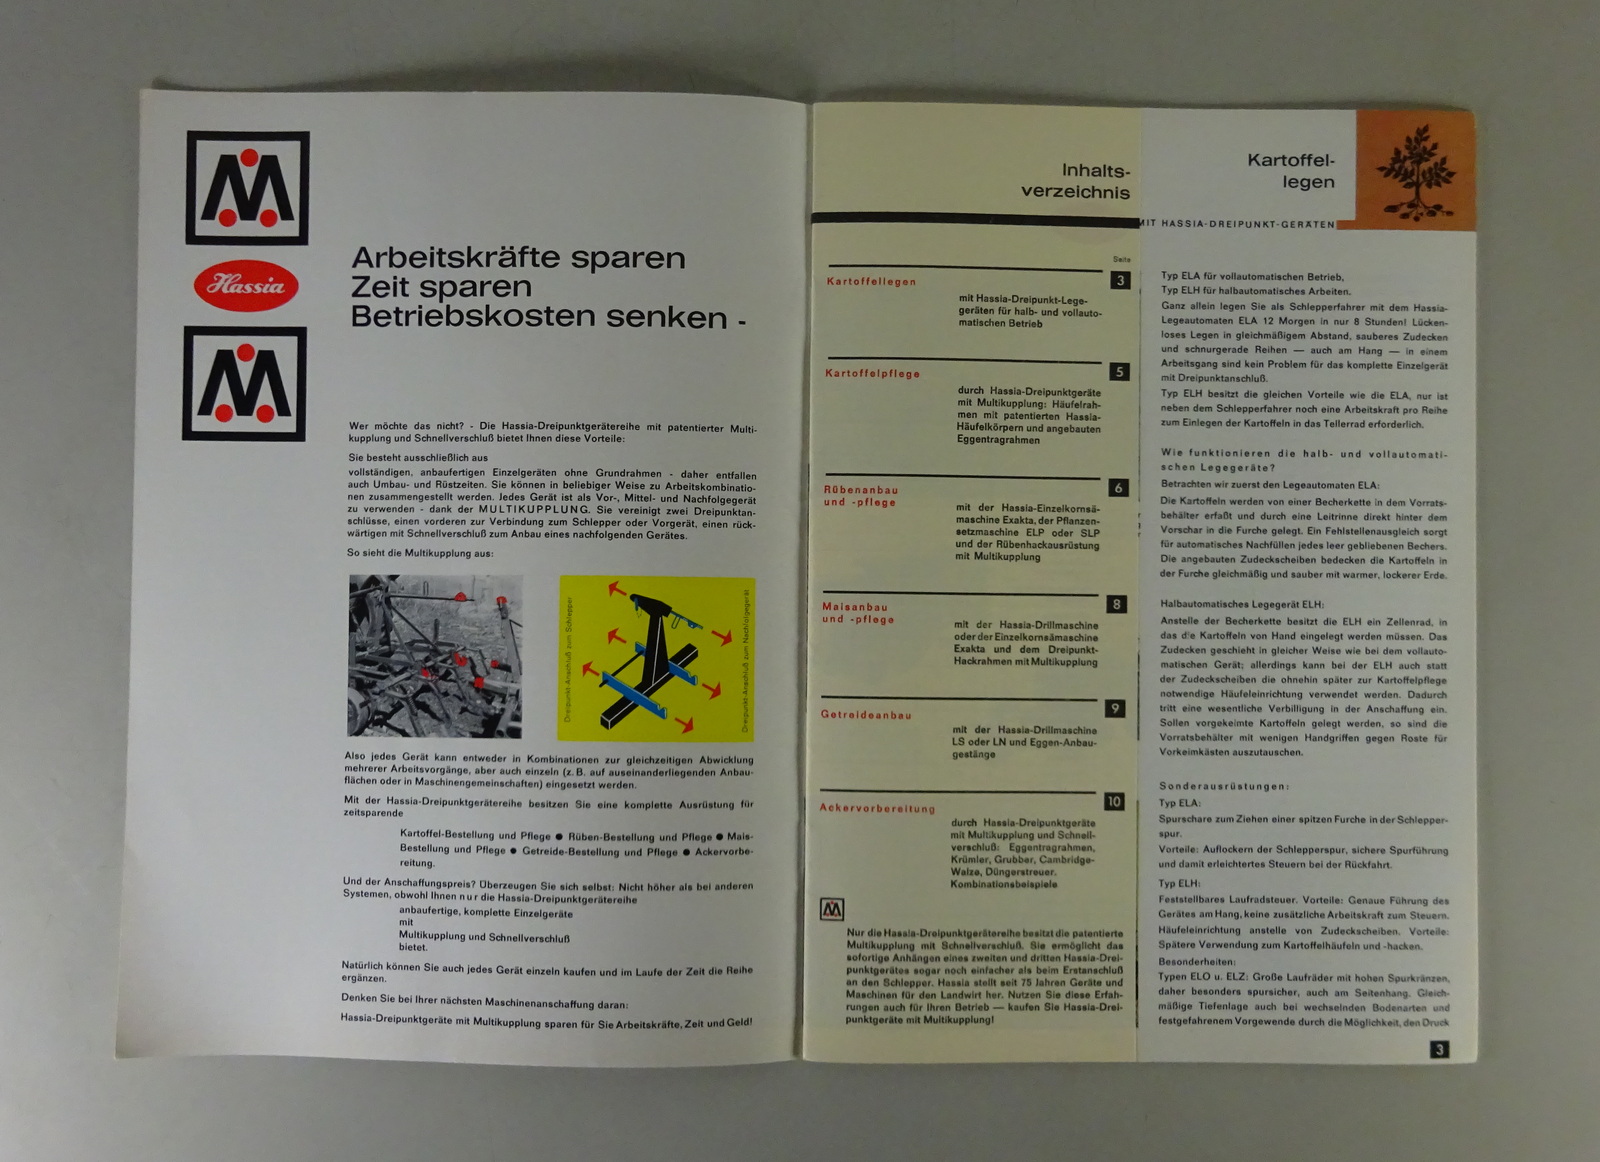 Hassia
Arbeitskräfte sparen
Zeit sparen
Betriebskosten senken -
Wer möchte das nicht? - Die Hassia-Dreipunktgerätereihe mit patentierter Multi-
kupplung und Schnellverschluß bietet Ihnen diese Vorteile:
Sie besteht ausschließlich aus
vollständigen, anbaufertigen Einzelgeräten ohne Grundrahmen - daher entfallen
auch Umbau- und Rüstzeiten. Sie können in beliebiger Weise zu Arbeitskombinatio-
nen zusammengestellt werden. Jedes Gerät ist als Vor-, Mittel- und Nachfolgegerät
zu verwenden - dank der MULTIKUPPLUNG. Sie vereinigt zwei Dreipunktan-
schlüsse, einen vorderen zur Verbindung zum Schlepper oder Vorgerät, einen rück-
wärtigen mit Schnellverschluß zum Anbau eines nachfolgenden Gerätes.
So sieht die Multikupplung aus:
Dreipunkt-Anschluß zum Schlepper
Dreipunkt-Anschluß zum Nachfolgegerät
Also jedes Gerät kann entweder in Kombinationen zur gleichzeitigen Abwicklung
mehrerer Arbeitsvorgänge, aber auch einzeln (z. B. auf auseinanderliegenden Anbau-
flächen oder in Maschinengemeinschaften) eingesetzt werden.
Mit der Hassia-Dreipunktgerätereihe besitzen Sie eine komplette Ausrüstung für
zeitsparende
Kartoffel-Bestellung und Pflege ● Rüben-Bestellung und Pflege ● Mais-
Bestellung und Pflege ● Getreide-Bestellung und Pflege ● Ackervorbe-
reitung.
Und der Anschaffungspreis? Überzeugen Sie sich selbst: Nicht höher als bei anderen
Systemen, obwohl Ihnen nur die Hassia-Dreipunktgerätereihe
anbaufertige, komplette Einzelgeräte
mit
Multikupplung und Schnellverschluß
bietet.
Natürlich können Sie auch jedes Gerät einzeln kaufen und im Laufe der Zeit die Reihe
ergänzen.
Denken Sie bei Ihrer nächsten Maschinenanschaffung daran:
Hassia-Dreipunktgeräte mit Multikupplung sparen für Sie Arbeitskräfte, Zeit und Geld!
Inhalts-
verzeichnis
Seite
Kartoffellegen
3
mit Hassia-Dreipunkt-Lege-
geräten für halb- und vollauto-
matischen Betrieb
Kartoffelpflege
5
durch Hassia-Dreipunktgeräte
mit Multikupplung: Häufelrah-
men mit patentierten Hassia-
Häufelkörpern und angebauten
Eggentragrahmen
Rübenanbau
und -pflege
6
mit der Hassia-Einzelkornsä-
maschine Exakta, der Pflanzen-
setzmaschine ELP oder SLP
und der Rübenhackausrüstung
mit Multikupplung
Maisanbau
und -pflege
8
mit der Hassia-Drillmaschine
oder der Einzelkornsämaschine
Exakta und dem Dreipunkt-
Hackrahmen mit Multikupplung
Getreideanbau
9
mit der Hassia-Drillmaschine
LS oder LN und Eggen-Anbau-
gestänge
Ackervorbereitung
10
durch Hassia-Dreipunktgeräte
mit Multikupplung und Schnell-
verschluß: Eggentragrahmen,
Krümler, Grubber, Cambridge-
Walze, Düngerstreuer.
Kombinationsbeispiele
Nur die Hassia-Dreipunktgerätereihe besitzt die patentierte
Multikupplung mit Schnellverschluß. Sie ermöglicht das
sofortige Anhängen eines zweiten und dritten Hassia-Drei-
punktgerätes sogar noch einfacher als beim Erstanschluß
an den Schlepper. Hassia stellt seit 75 Jahren Geräte und
Maschinen für den Landwirt her. Nutzen Sie diese Erfah-
rungen auch für Ihren Betrieb — kaufen Sie Hassia-Drei-
punktgeräte mit Multikupplung!
Kartoffel-
legen
MIT HASSIA-DREIPUNKT-GERÄTEN
Typ ELA für vollautomatischen Betrieb.
Typ ELH für halbautomatisches Arbeiten.
Ganz allein legen Sie als Schlepperfahrer mit dem Hassia-
Legeautomaten ELA 12 Morgen in nur 8 Stunden! Lücken-
loses Legen in gleichmäßigem Abstand, sauberes Zudecken
und schnurgerade Reihen — auch am Hang — in einem
Arbeitsgang sind kein Problem für das komplette Einzelgerät
mit Dreipunktanschluß.
Typ ELH besitzt die gleichen Vorteile wie die ELA, nur ist
neben dem Schlepperfahrer noch eine Arbeitskraft pro Reihe
zum Einlegen der Kartoffeln in das Tellerrad erforderlich.
Wie funktionieren die halb- und vollautomati-
schen Legegeräte?
Betrachten wir zuerst den Legeautomaten ELA:
Die Kartoffeln werden von einer Becherkette in dem Vorrats-
behälter erfaßt und durch eine Leitrinne direkt hinter dem
Vorschar in die Furche gelegt. Ein Fehlstellenausgleich sorgt
für automatisches Nachfüllen jedes leer gebliebenen Bechers.
Die angebauten Zudeckscheiben bedecken die Kartoffeln in
der Furche gleichmäßig und sauber mit warmer, lockerer Erde.
Halbautomatisches Legegerät ELH:
Anstelle der Becherkette besitzt die ELH ein Zellenrad, in
das die Kartoffeln von Hand eingelegt werden müssen. Das
Zudecken geschieht in gleicher Weise wie bei dem vollauto-
matischen Gerät; allerdings kann bei der ELH auch statt
der Zudeckscheiben die ohnehin später zur Kartoffelpflege
notwendige Häufeleinrichtung verwendet werden. Dadurch
tritt eine wesentliche Verbilligung in der Anschaffung ein.
Sollen vorgekeimte Kartoffeln gelegt werden, so sind die
Vorratsbehälter mit wenigen Handgriffen gegen Roste für
Vorkeimkästen auszutauschen.
Sonderausrüstungen:
Typ ELA:
Spurschare zum Ziehen einer spitzen Furche in der Schlepper-
spur.
Vorteile: Auflockern der Schlepperspur, sichere Spurführung
und damit erleichtertes Steuern bei der Rückfahrt.
Typ ELH:
Feststellbares Laufradsteuer. Vorteile: Genaue Führung des
Gerätes am Hang, keine zusätzliche Arbeitskraft zum Steuern.
Häufeleinrichtung anstelle von Zudeckscheiben. Vorteile:
Spätere Verwendung zum Kartoffelhäufeln und -hacken.
Besonderheiten:
Typen ELO u. ELZ: Große Laufräder mit hohen Spurkränzen,
daher besonders spursicher, auch am Seitenhang. Gleich-
mäßige Tiefenlage auch bei wechselnden Bodenarten und
festgefahrenem Vorgewende durch die Möglichkeit, den Druck
3